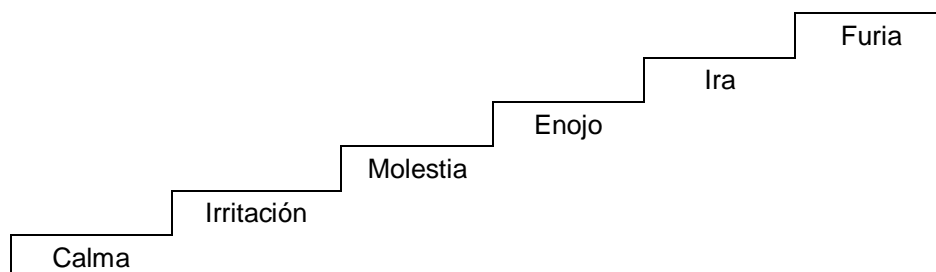 Furia
Ira
Enojo
Molestia
Irritación
Calma